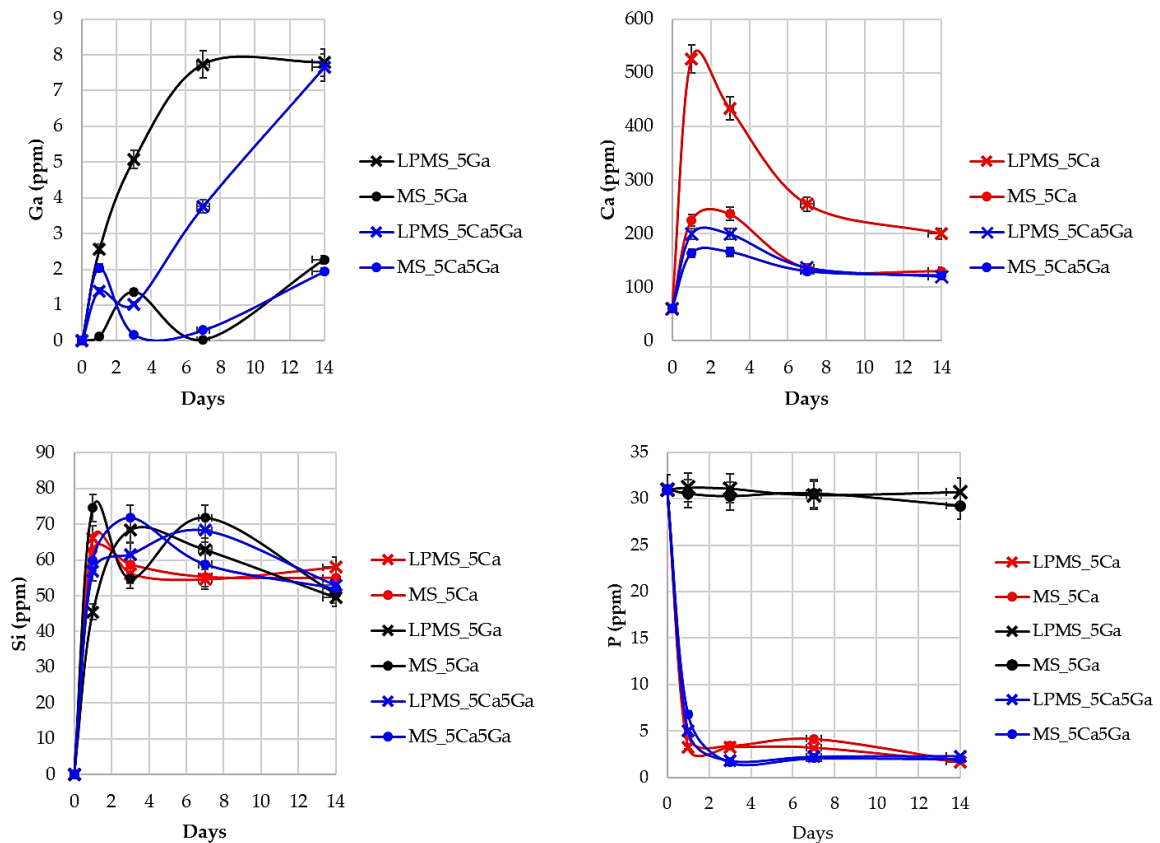 9
8
7
6
5
4
3
2
1
0
Ga (ppm)
0 2 4 6 8 10 12 14
Days
LPMS_5Ga
MS_5Ga
LPMS_5Ca5Ga
MS_5Ca5Ga
600
500
400
300
200
100
0
Ca (ppm)
0 2 4 6 8 10 12 14
Days
LPMS_5Ca
MS_5Ca
LPMS_5Ca5Ga
MS_5Ca5Ga
90
80
70
60
50
40
30
20
10
0
Si (ppm)
0 2 4 6 8 10 12 14
Days
LPMS_5Ca
MS_5Ca
LPMS_5Ga
MS_5Ga
LPMS_5Ca5Ga
MS_5Ca5Ga
35
30
25
20
15
10
5
0
P (ppm)
0 2 4 6 8 10 12 14
Days
LPMS_5Ca
MS_5Ca
LPMS_5Ga
MS_5Ga
LPMS_5Ca5Ga
MS_5Ca5Ga